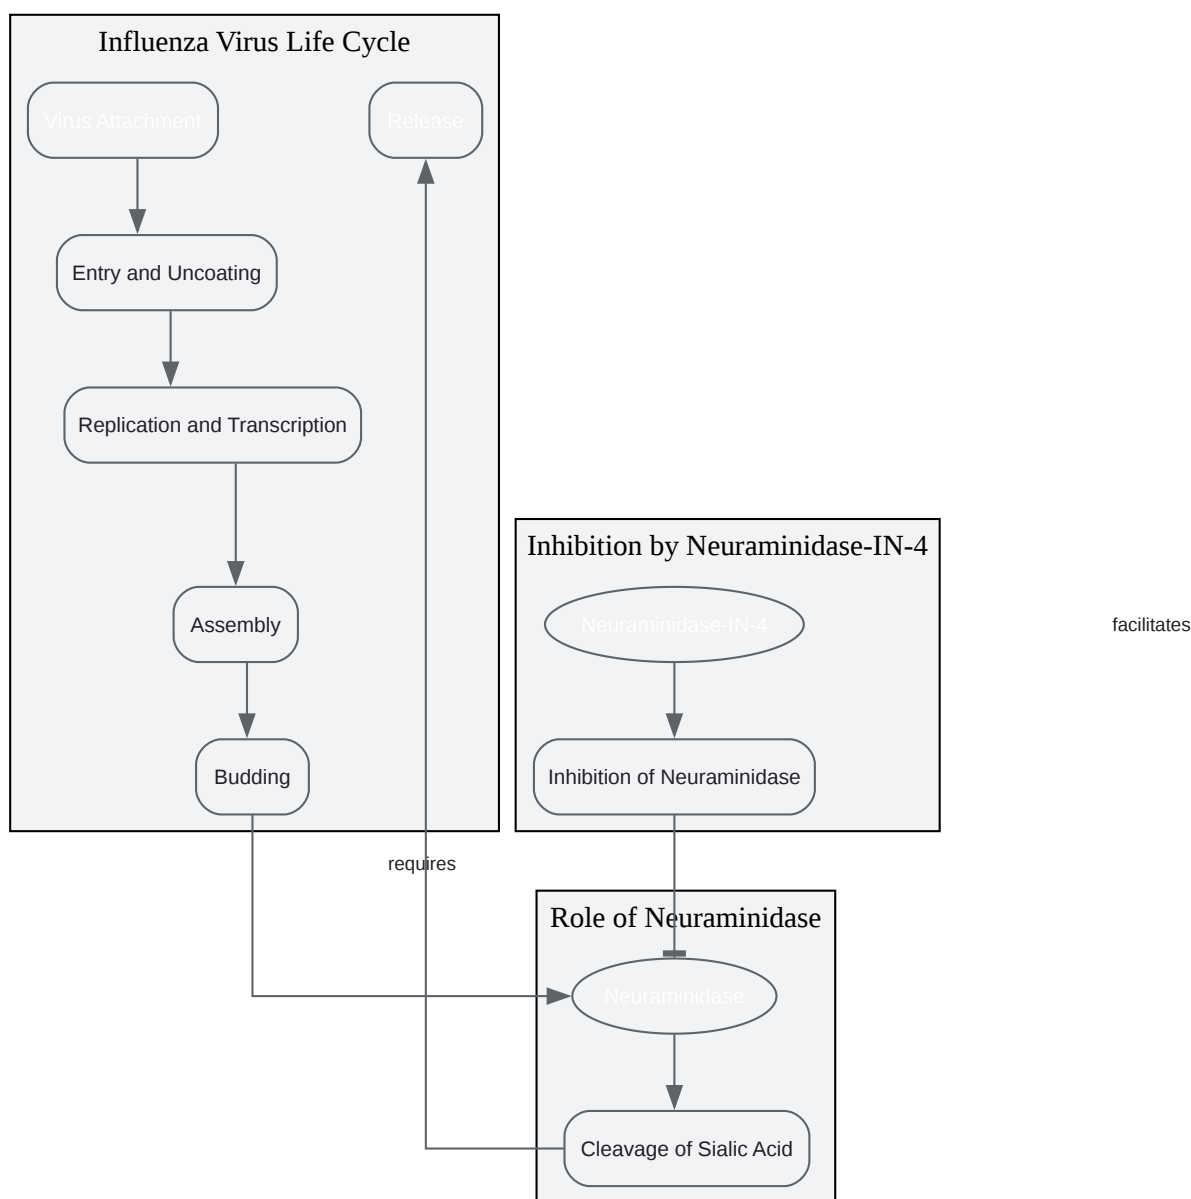 Influenza Virus Life Cycle
Virus Attachment
Release
Entry and Uncoating
Replication and Transcription
Assembly
Budding
Inhibition by Neuraminidase-IN-4
Neuraminidase-IN-4
facilitates
Inhibition of Neuraminidase
requires
Role of Neuraminidase
Neuraminidase
Cleavage of Sialic Acid